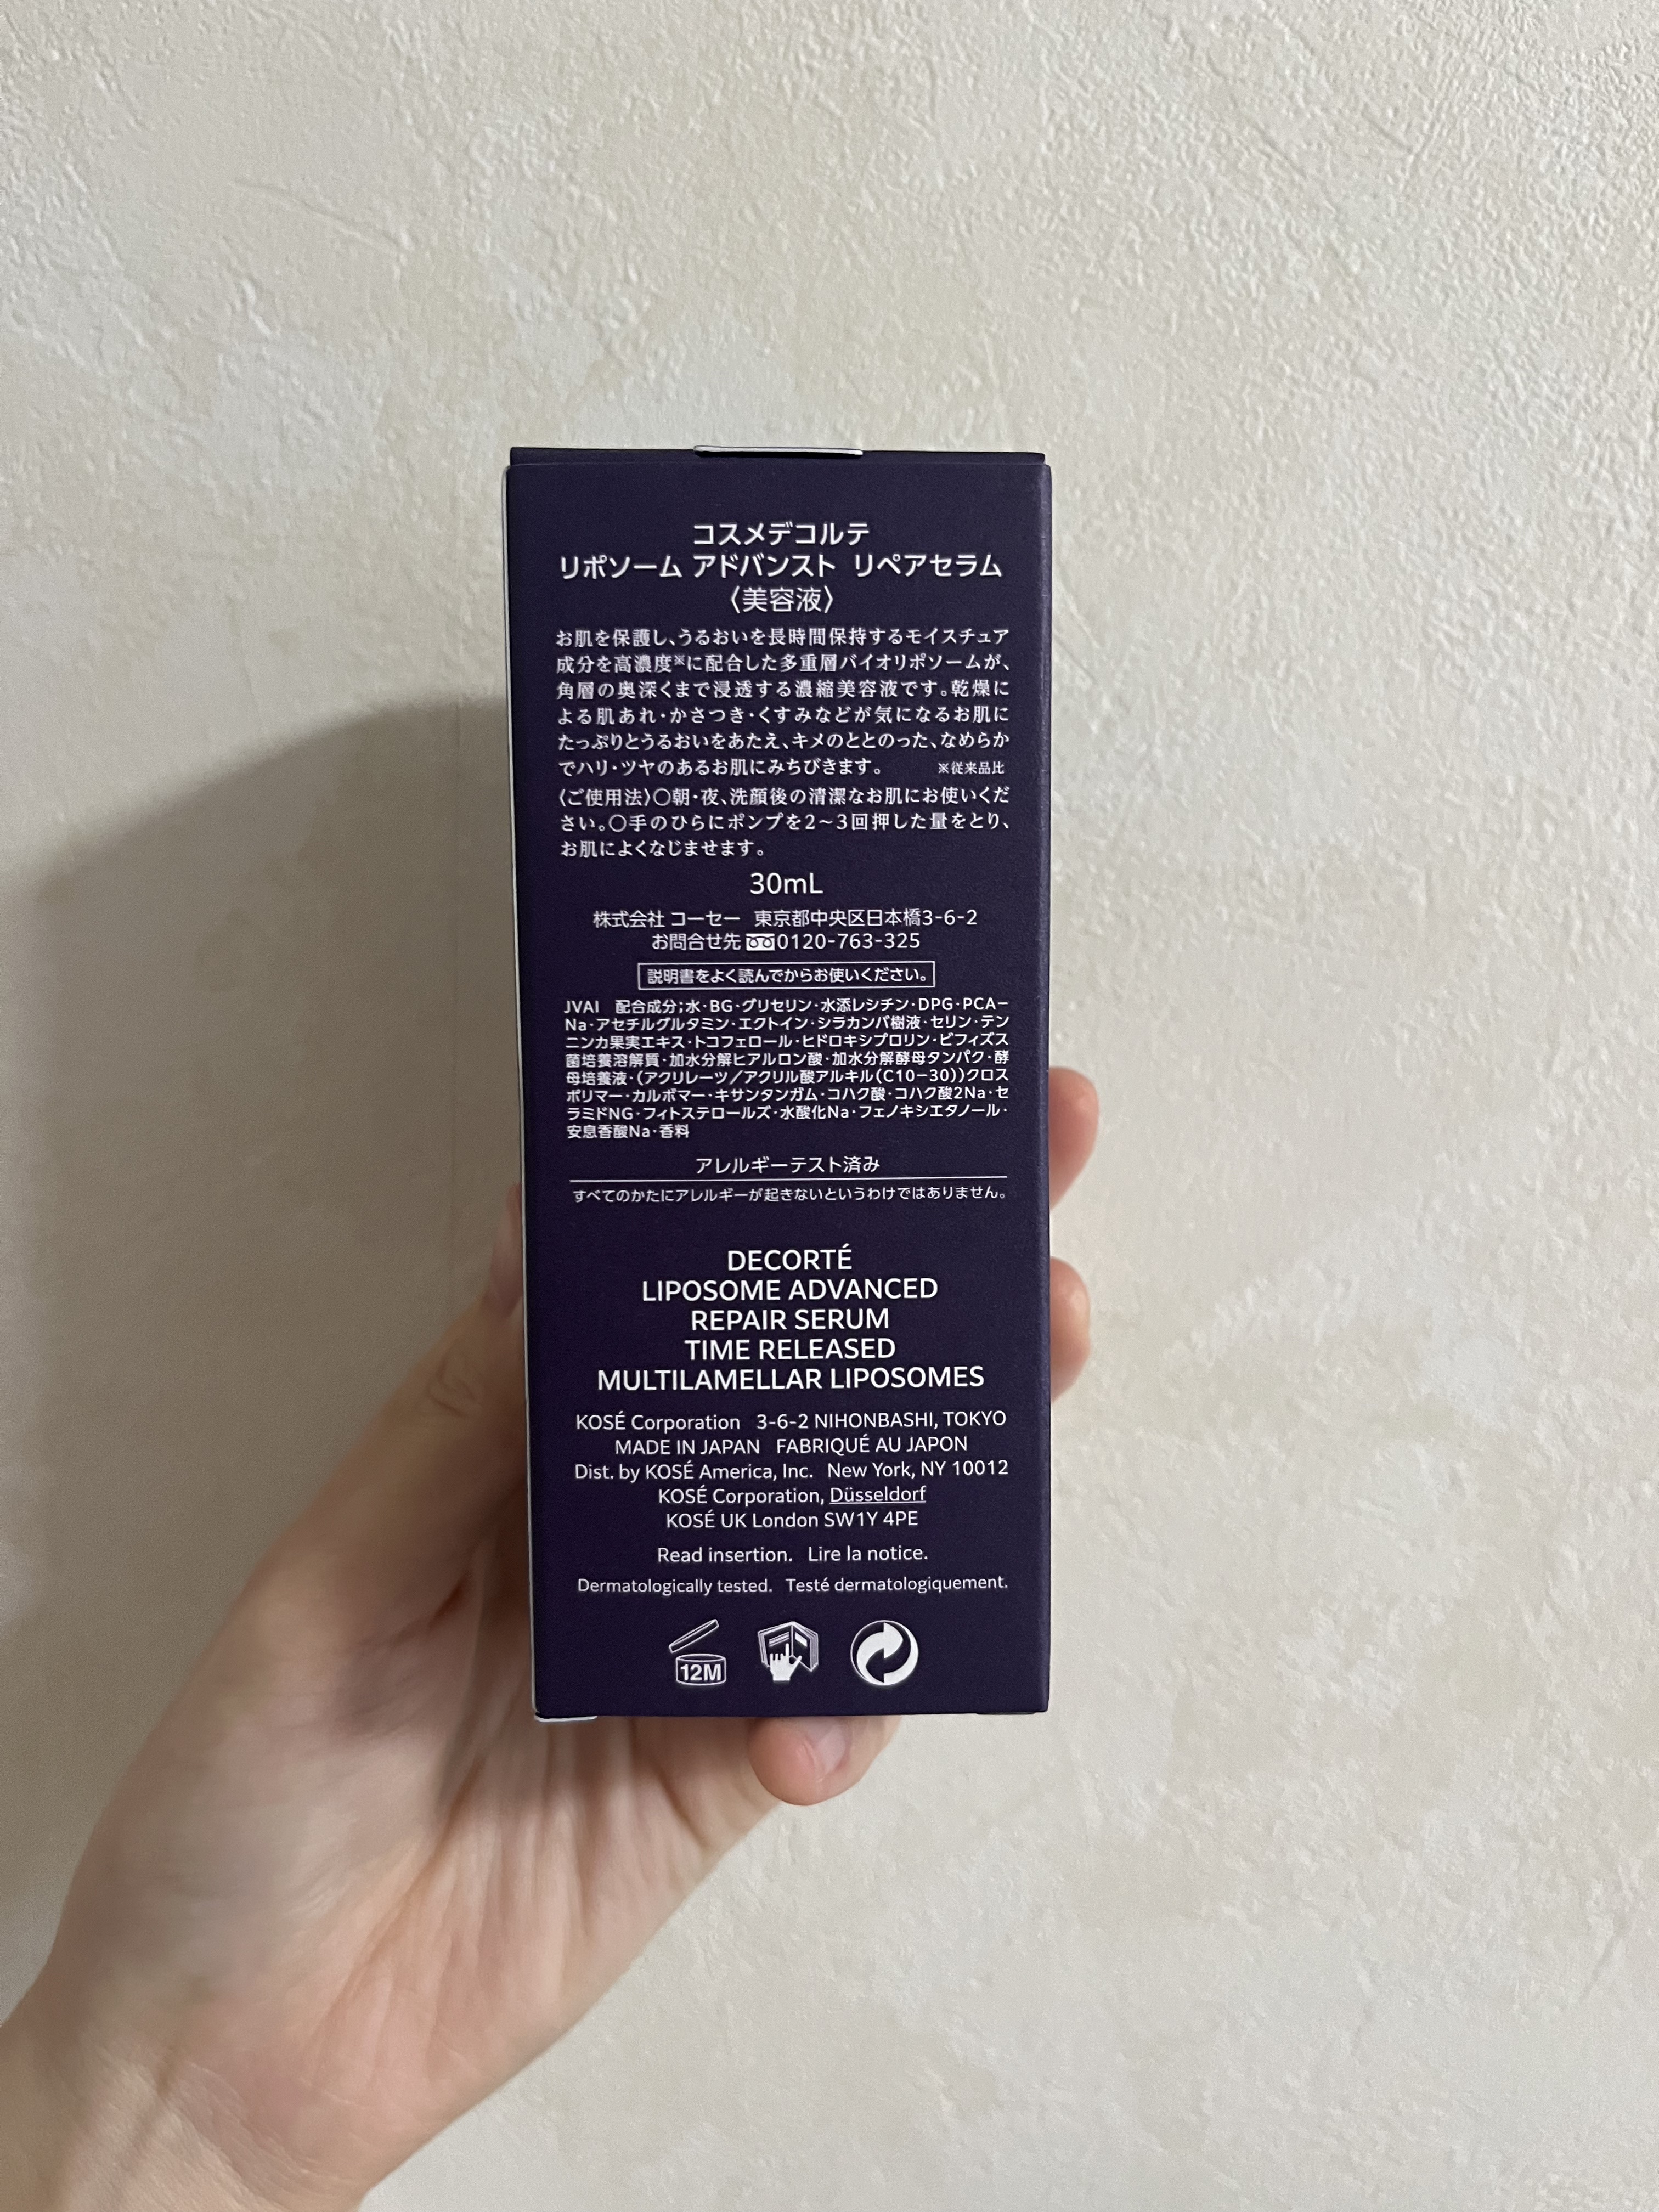 コスメデコルテ
リポソーム アドバンスト リペアセラム
〈美容液〉
お肌を保護し、うるおいを長時間保持するモイスチュア
成分を高濃度※に配合した多重層バイオリポソームが、
角層の奥深くまで浸透する濃縮美容液です。乾燥に
よる肌あれ・かさつき・くすみなどが気になるお肌に
たっぷりとうるおいをあたえ、キメのととのった、なめらか
でハリ・ツヤのあるお肌にみちびきます。 ※従来品比
〈ご使用法〉〇朝・夜、洗顔後の清潔なお肌にお使いくだ
さい。〇手のひらにポンプを2～3回押した量をとり、
お肌によくなじませます。
30mL
株式会社 コーセー 東京都中央区日本橋3-6-2
お問合せ先 0120-763-325
説明書をよく読んでからお使いください。
JVAI 配合成分；水・BG・グリセリン・水添レシチン・DPG・PCA-
Na・アセチルグルタミン・エクトイン・シラカンバ樹液・セリン・テン
ニンカ果実エキス・トコフェロール・ヒドロキシプロリン・ビフィズス
菌培養溶解質・加水分解ヒアルロン酸・加水分解酵母タンパク・酵
母培養液・（アクリレーツ／アクリル酸アルキル（C10-30））クロス
ポリマー・カルボマー・キサンタンガム・コハク酸・コハク酸2Na・セ
ラミドNG・フィトステロールズ・水酸化Na・フェノキシエタノール・
安息香酸Na・香料
アレルギーテスト済み
すべてのかたにアレルギーが起きないというわけではありません。
DECORTÉ
LIPOSOME ADVANCED
REPAIR SERUM
TIME RELEASED
MULTILAMELLAR LIPOSOMES
KOSÉ Corporation 3-6-2 NIHONBASHI, TOKYO
MADE IN JAPAN FABRIQUÉ AU JAPON
Dist. by KOSÉ America, Inc. New York, NY 10012
KOSÉ Corporation, Düsseldorf
KOSÉ UK London SW1Y 4PE
Read insertion. Lire la notice.
Dermatologically tested. Testé dermatologiquement.
12M